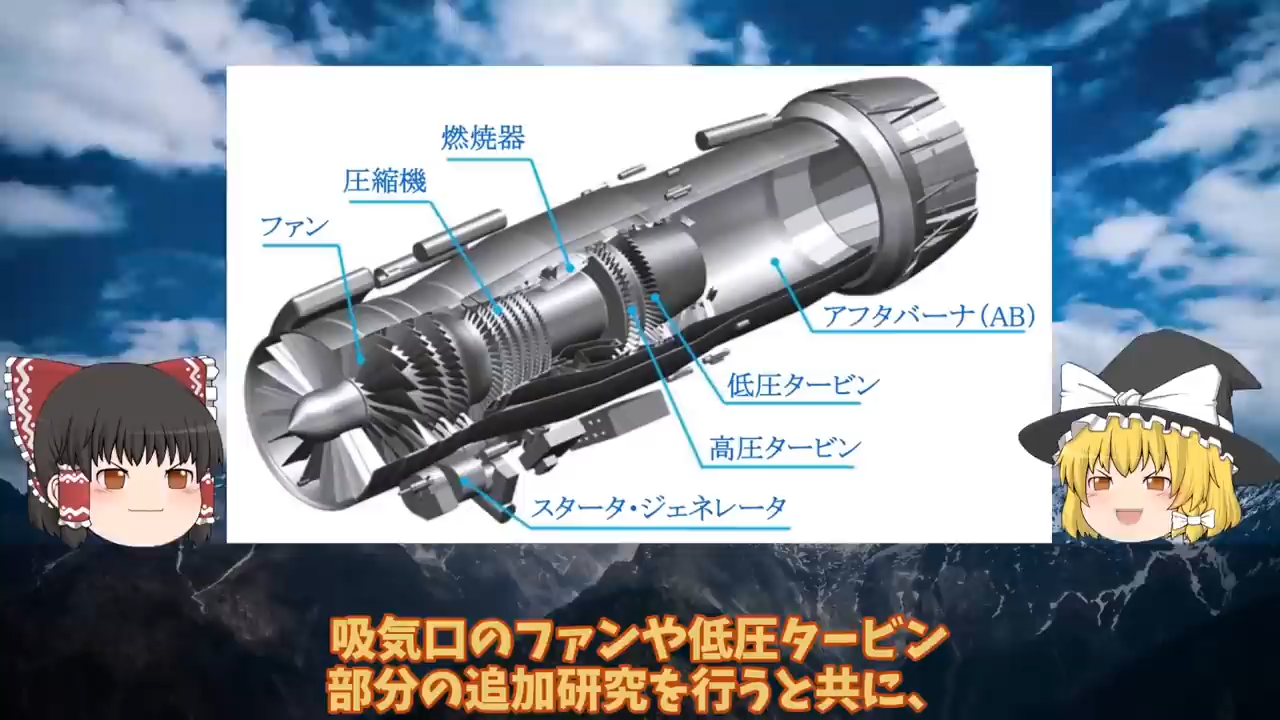 燃焼器
圧縮機
ファン
アフタバーナ(AB)
低圧タービン
高圧タービン
スタータ・ジェネレータ
吸気口のファンや低圧タービン
部分の追加研究を行うと共に、